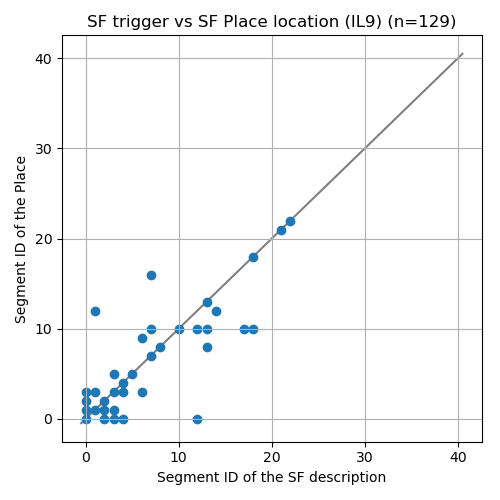 SF trigger vs SF Place location (IL9) (n=129)
Segment ID of the Place
40
30
20
10
0
0 10 20 30 40
Segment ID of the SF description